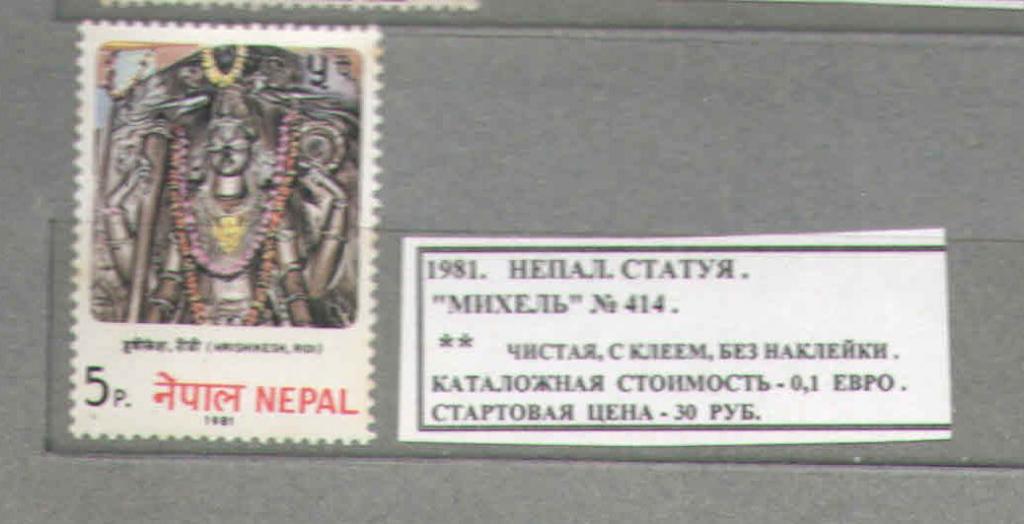 हृषीकेश, रिडी (HRISHIKESH, RIDI)
5P. नेपाल NEPAL
1981
1981. НЕПАЛ. СТАТУЯ.
"МИХЕЛЬ" № 414.
** ЧИСТАЯ, С КЛЕЕМ, БЕЗ НАКЛЕЙКИ.
КАТАЛОЖНАЯ СТОИМОСТЬ - 0,1 ЕВРО.
СТАРТОВАЯ ЦЕНА - 30 РУБ.